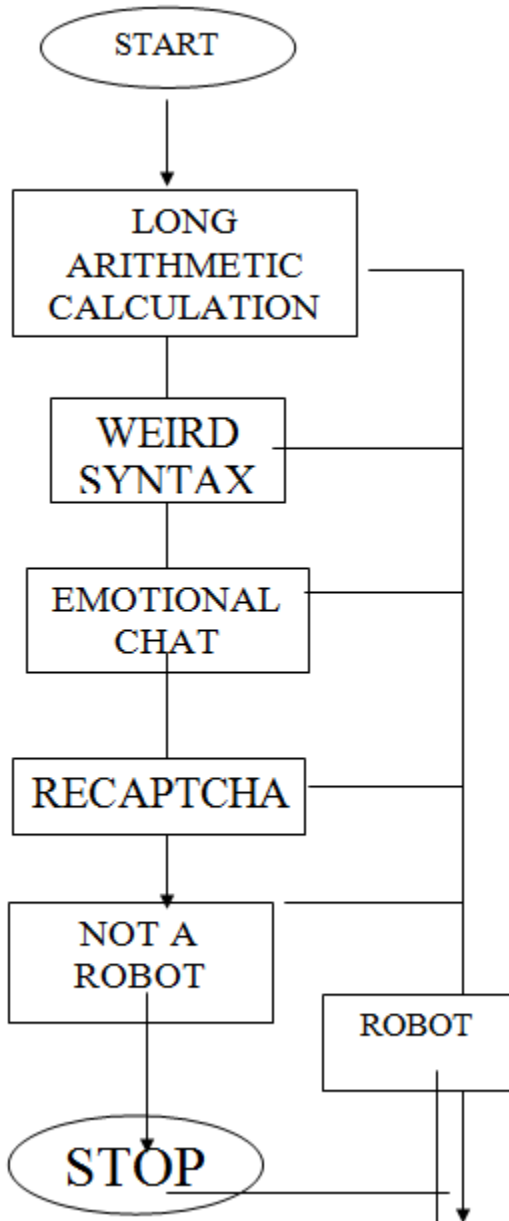 START
LONG
ARITHMETIC
CALCULATION
WEIRD
SYNTAX
EMOTIONAL
CHAT
RECAPTCHA
NOT A
ROBOT
ROBOT
STOP